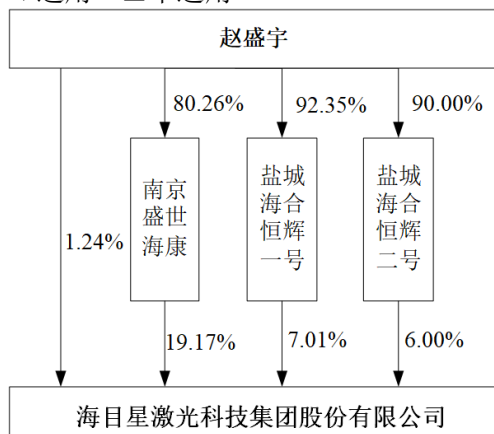 赵盛宇
80.26%
92.35%
90.00%
南京
盛世
海康
盐城
海合
恒辉
一号
盐城
海合
恒辉
二号
1.24%
19.17%
7.01%
6.00%
海目星激光科技集团股份有限公司